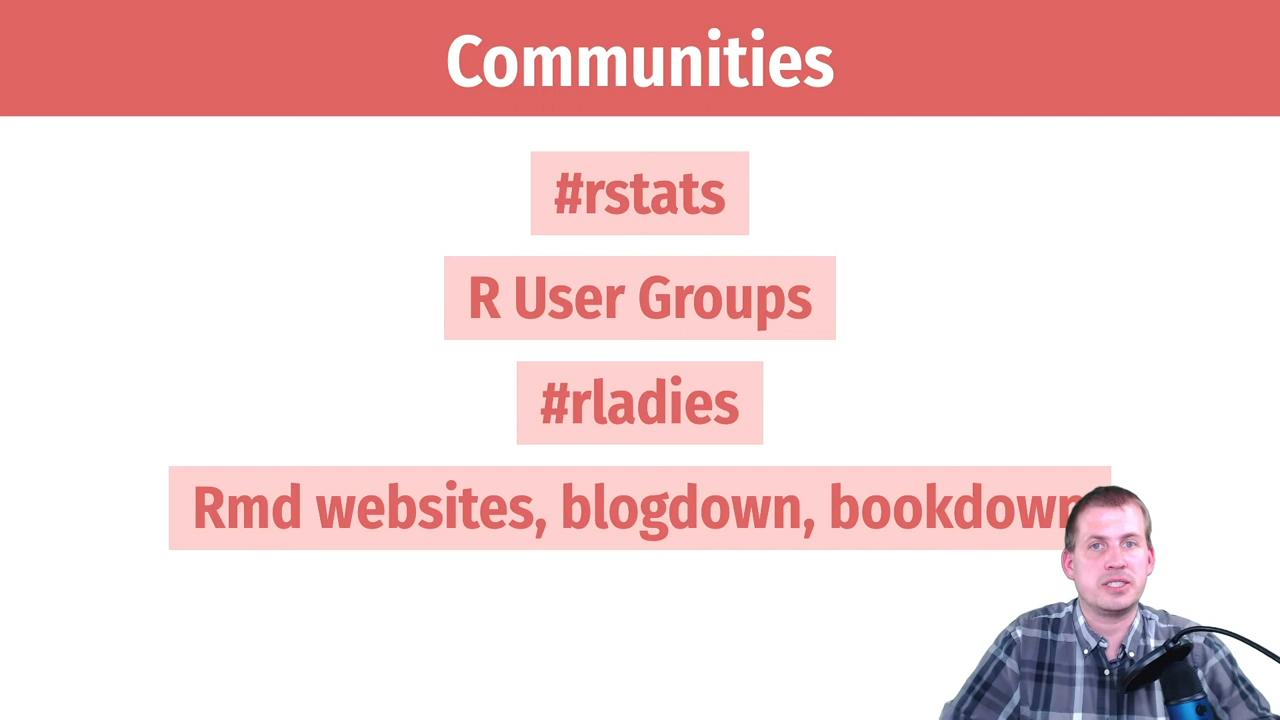 Communities
#rstats
R User Groups
#rladies
Rmd websites, blogdown, bookdown